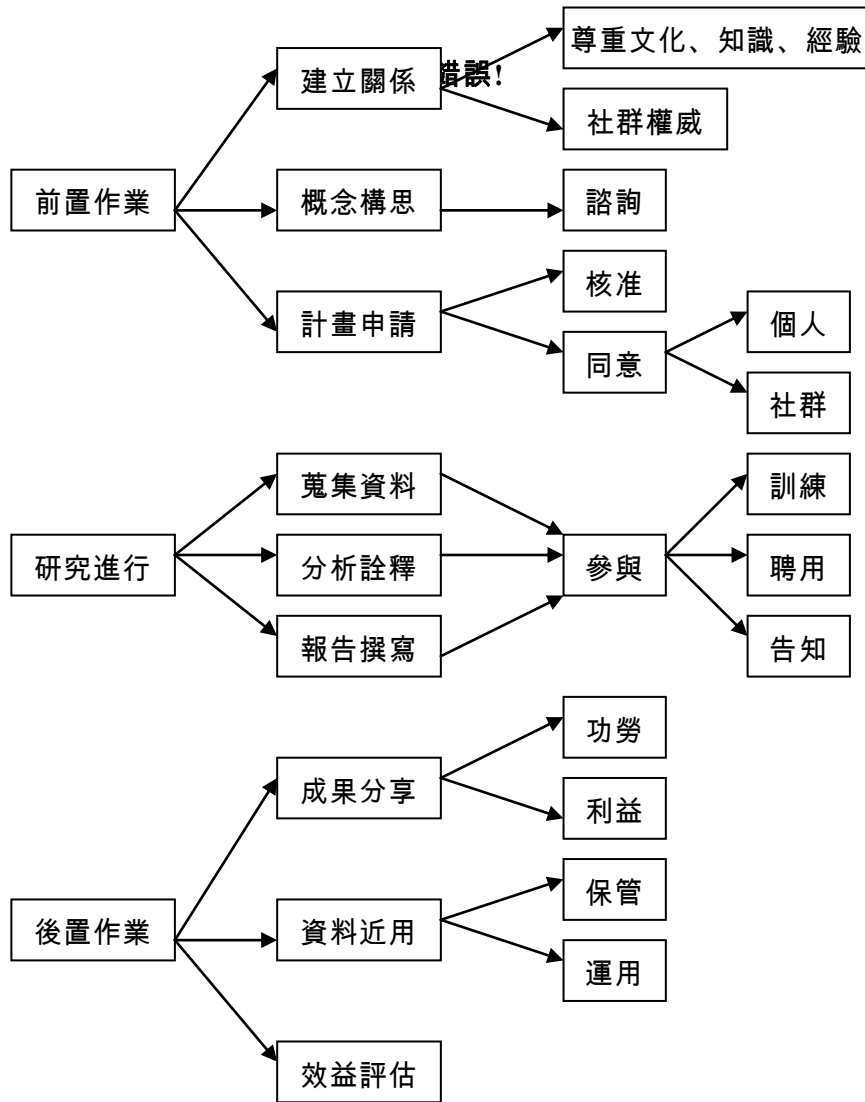 尊重文化、知識、經驗
建立關係
錯誤!
社群權威
前置作業
概念構思
諮詢
核准
計畫申請
個人
同意
社群
蒐集資料
訓練
研究進行
分析詮釋
參與
聘用
報告撰寫
告知
功勞
成果分享
利益
保管
後置作業
資料近用
運用
效益評估